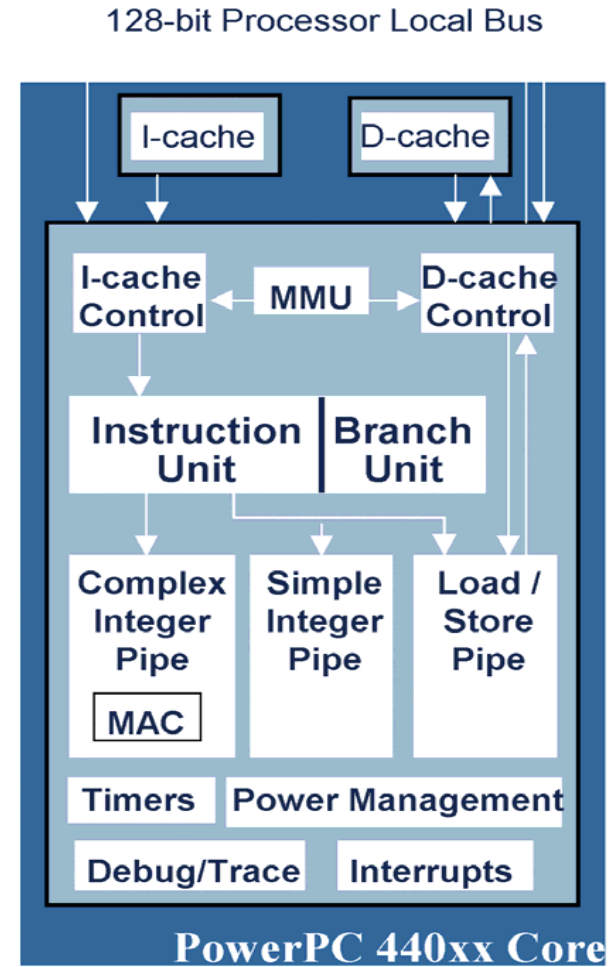 128-bit Processor Local Bus
I-cache
D-cache
I-cache
Control
MMU
D-cache
Control
Instruction
Unit
Branch
Unit
Complex
Integer
Pipe
MAC
Simple
Integer
Pipe
Load /
Store
Pipe
Timers
Power Management
Debug/Trace
Interrupts
PowerPC 440xx Core